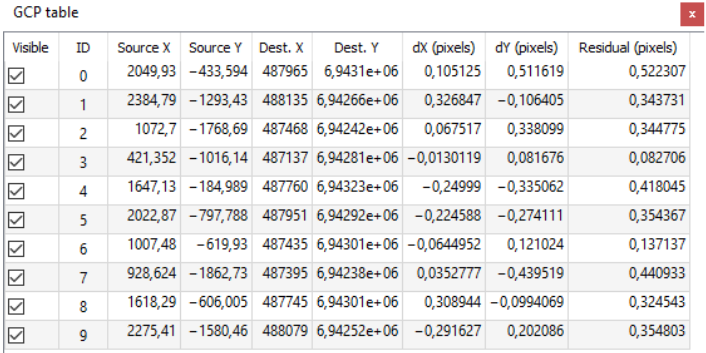 GCP table x
Visible ID Source X Source Y Dest. X Dest. Y dX (pixels) dY (pixels) Residual (pixels)
0 2049,93 −433,594 487965 6,9431e+06 0,105125 0,511619 0,522307
1 2384,79 −1293,43 488135 6,94266e+06 0,326847 −0,106405 0,343731
2 1072,7 −1768,69 487468 6,94242e+06 0,067517 0,338099 0,344775
3 421,352 −1016,14 487137 6,94281e+06 −0,0130119 0,081676 0,082706
4 1647,13 −184,989 487760 6,94323e+06 −0,24999 −0,335062 0,418045
5 2022,87 −797,788 487951 6,94292e+06 −0,224588 −0,274111 0,354367
6 1007,48 −619,93 487435 6,94301e+06 −0,0644952 0,121024 0,137137
7 928,624 −1862,73 487395 6,94238e+06 0,0352777 −0,439519 0,440933
8 1618,29 −606,005 487745 6,94301e+06 0,308944 −0,0994069 0,324543
9 2275,41 −1580,46 488079 6,94252e+06 −0,291627 0,202086 0,354803